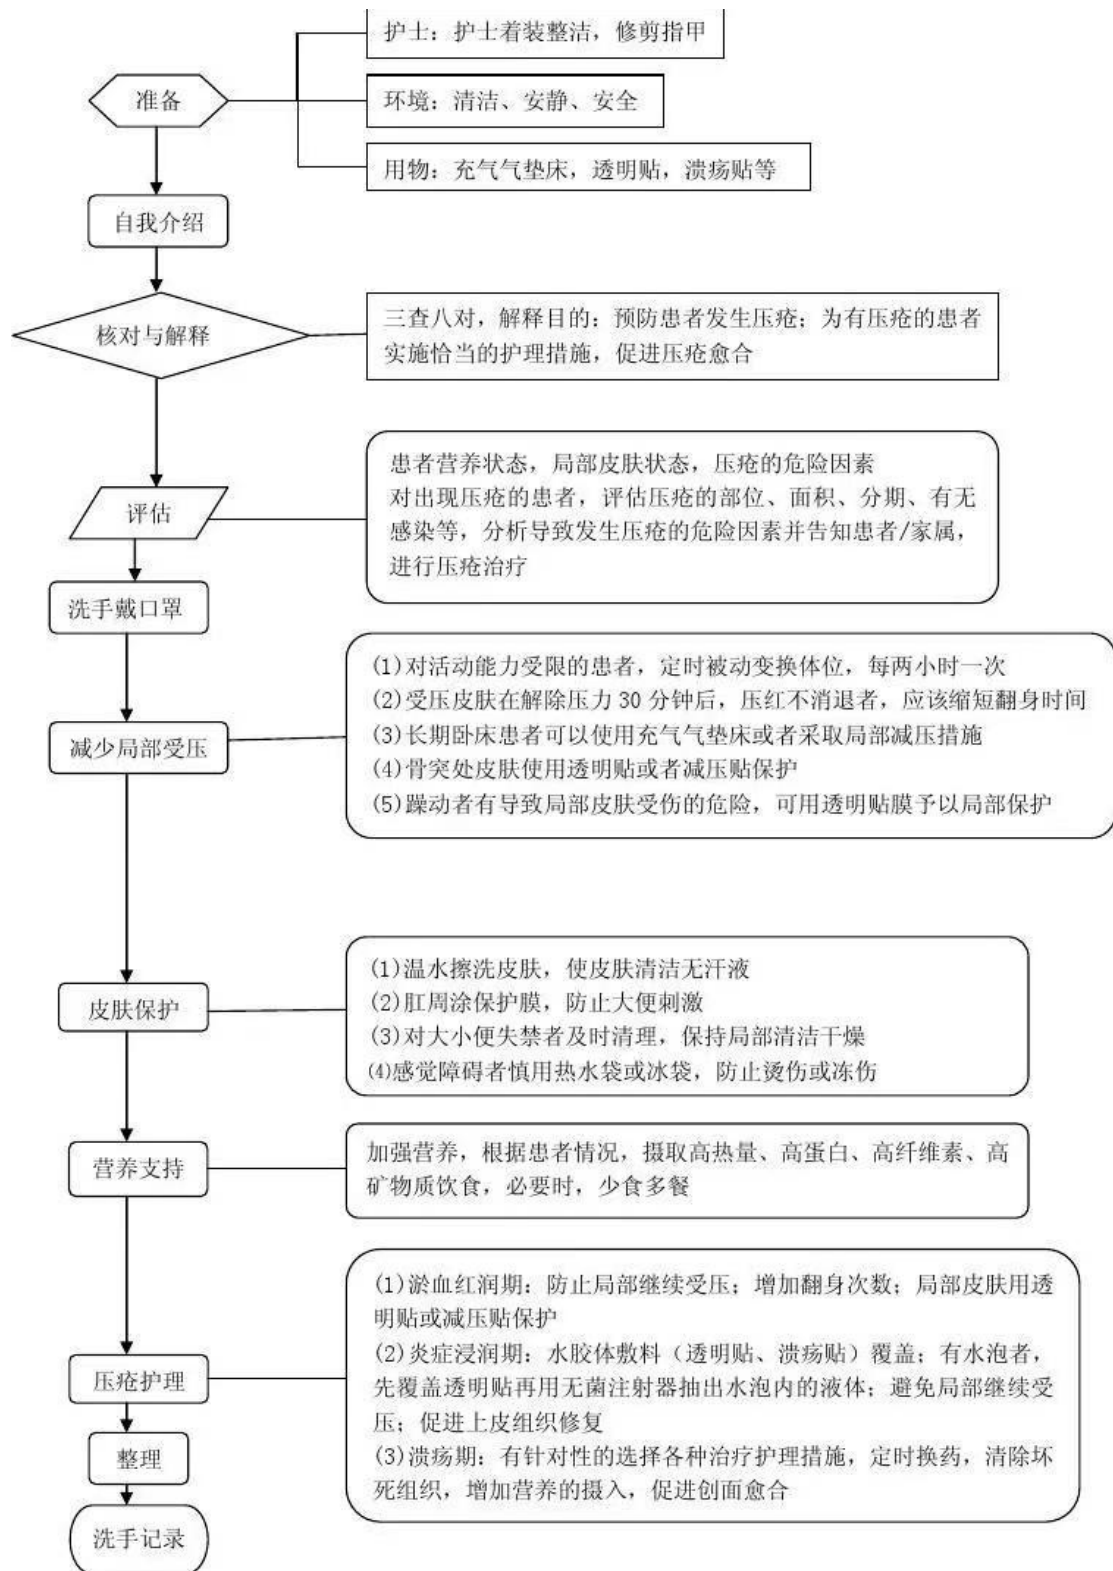 护士：护士着装整洁，修剪指甲
准备
环境：清洁、安静、安全
用物：充气气垫床，透明贴，溃疡贴等
自我介绍
核对与解释
三查八对，解释目的：预防患者发生压疮；为有压疮的患者
实施恰当的护理措施，促进压疮愈合
评估
患者营养状态，局部皮肤状态，压疮的危险因素
对出现压疮的患者，评估压疮的部位、面积、分期、有无
感染等，分析导致发生压疮的危险因素并告知患者/家属，
进行压疮治疗
洗手戴口罩
减少局部受压
(1)对活动能力受限的患者，定时被动变换体位，每两小时一次
(2)受压皮肤在解除压力30分钟后，压红不消退者，应该缩短翻身时间
(3)长期卧床患者可以使用充气气垫床或者采取局部减压措施
(4)骨突处皮肤使用透明贴或者减压贴保护
(5)躁动者有导致局部皮肤受伤的危险，可用透明贴膜予以局部保护
皮肤保护
(1)温水擦洗皮肤，使皮肤清洁无汗液
(2)肛周涂保护膜，防止大便刺激
(3)对大小便失禁者及时清理，保持局部清洁干燥
⑷感觉障碍者慎用热水袋或冰袋，防止烫伤或冻伤
营养支持
加强营养，根据患者情况，摄取高热量、高蛋白、高纤维素、高
矿物质饮食，必要时，少食多餐
压疮护理
(1)淤血红润期：防止局部继续受压；增加翻身次数；局部皮肤用透
明贴或减压贴保护
(2)炎症浸润期：水胶体敷料（透明贴、溃疡贴）覆盖；有水泡者，
先覆盖透明贴再用无菌注射器抽出水泡内的液体；避免局部继续受
压；促进上皮组织修复
(3)溃疡期：有针对性的选择各种治疗护理措施，定时换药，清除坏
死组织，增加营养的摄入，促进创面愈合
整理
洗手记录